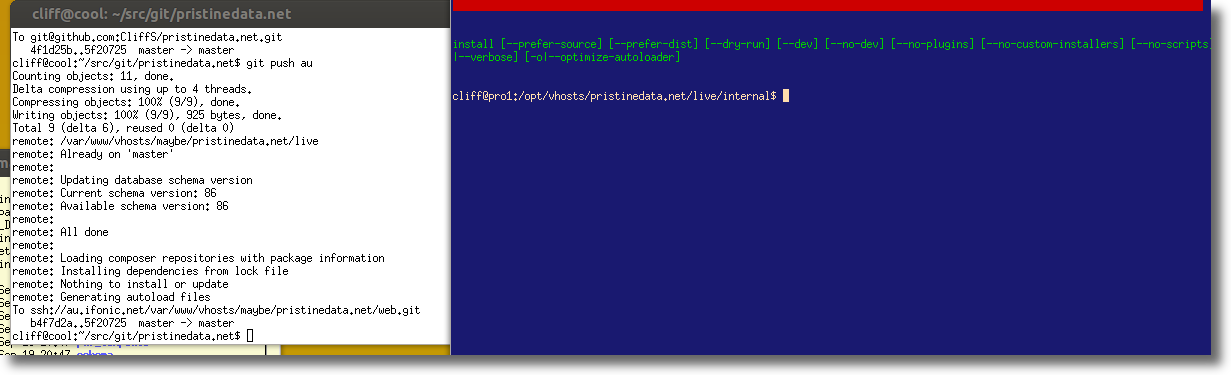 cliff@cool: ~/src/git/pristinedata.net
To git@github.com:CliffS/pristinedata.net.git
4f1d25b..5f20725  master -> master
cliff@cool:~/src/git/pristinedata.net$ git push au
Counting objects: 11, done.
Delta compression using up to 4 threads.
Compressing objects: 100% (9/9), done.
Writing objects: 100% (9/9), 925 bytes, done.
Total 9 (delta 6), reused 0 (delta 0)
remote: /var/www/vhosts/maybe/pristinedata.net/live
remote: Already on 'master'
remote:
remote: Updating database schema version
remote: Current schema version: 86
remote: Available schema version: 86
remote:
remote: All done
remote:
remote: Loading composer repositories with package information
remote: Installing dependencies from lock file
remote: Nothing to install or update
remote: Generating autoload files
To ssh://au.ifonic.net/var/www/vhosts/maybe/pristinedata.net/web.git
b4f7d2a..5f20725  master -> master
cliff@cool:~/src/git/pristinedata.net$
20:47 schema
install [--prefer-source] [--prefer-dist] [--dry-run] [--dev] [--no-dev] [--no-plugins] [--no-custom-installers] [--no-scripts]
|--verbose] [-o|--optimize-autoloader]
cliff@pro1:/opt/vhosts/pristinedata.net/live/internal$